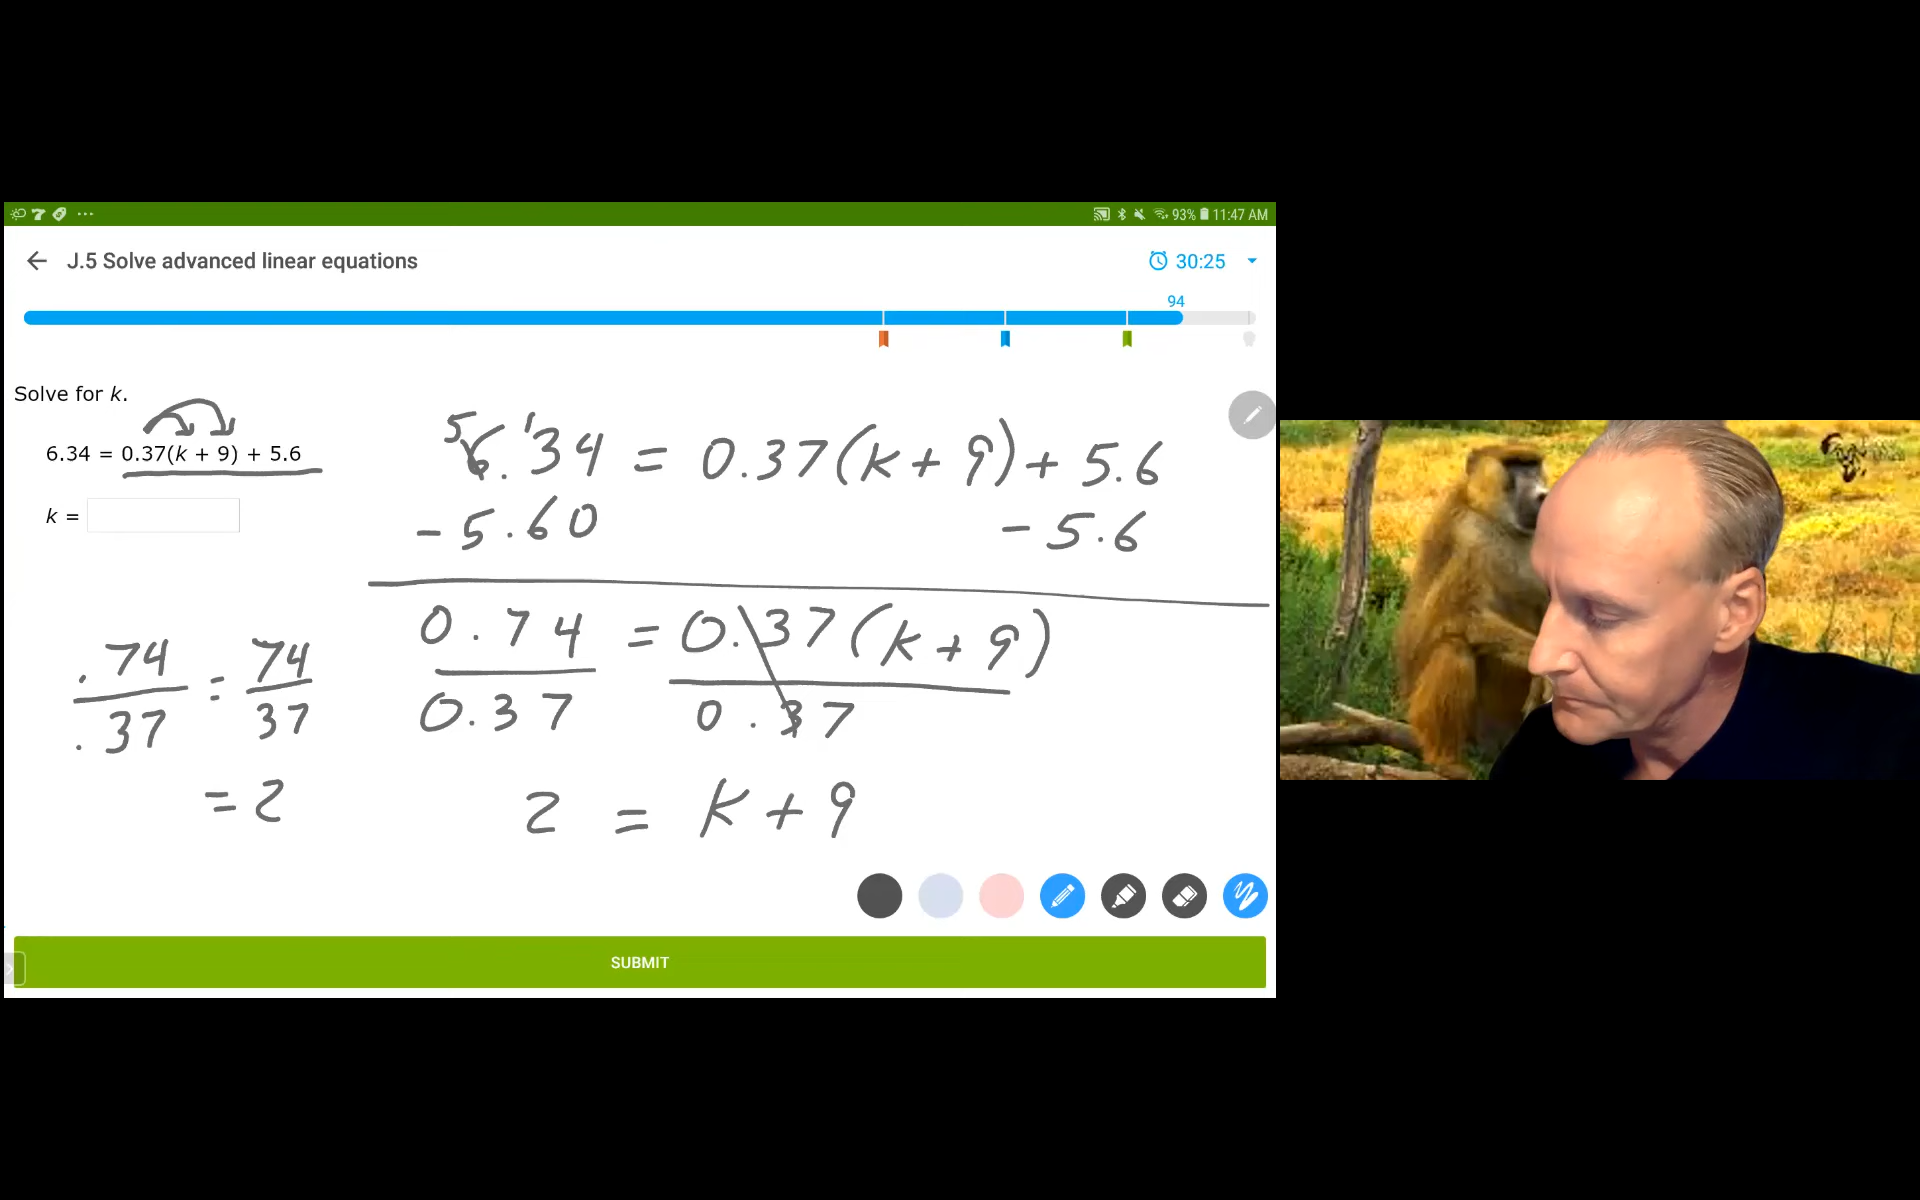 93% 11:47 AM
J.5 Solve advanced linear equations
30:25
94
Solve for k.
6.34 = 0.37(k + 9) + 5.6
k =
5 1
6.34 = 0.37(k + 9) + 5.6
- 5.60 - 5.6
0.74 = 0.37(k + 9)
0.37 0.37
.74 = 74
.37 37
= 2
2 = k + 9
SUBMIT